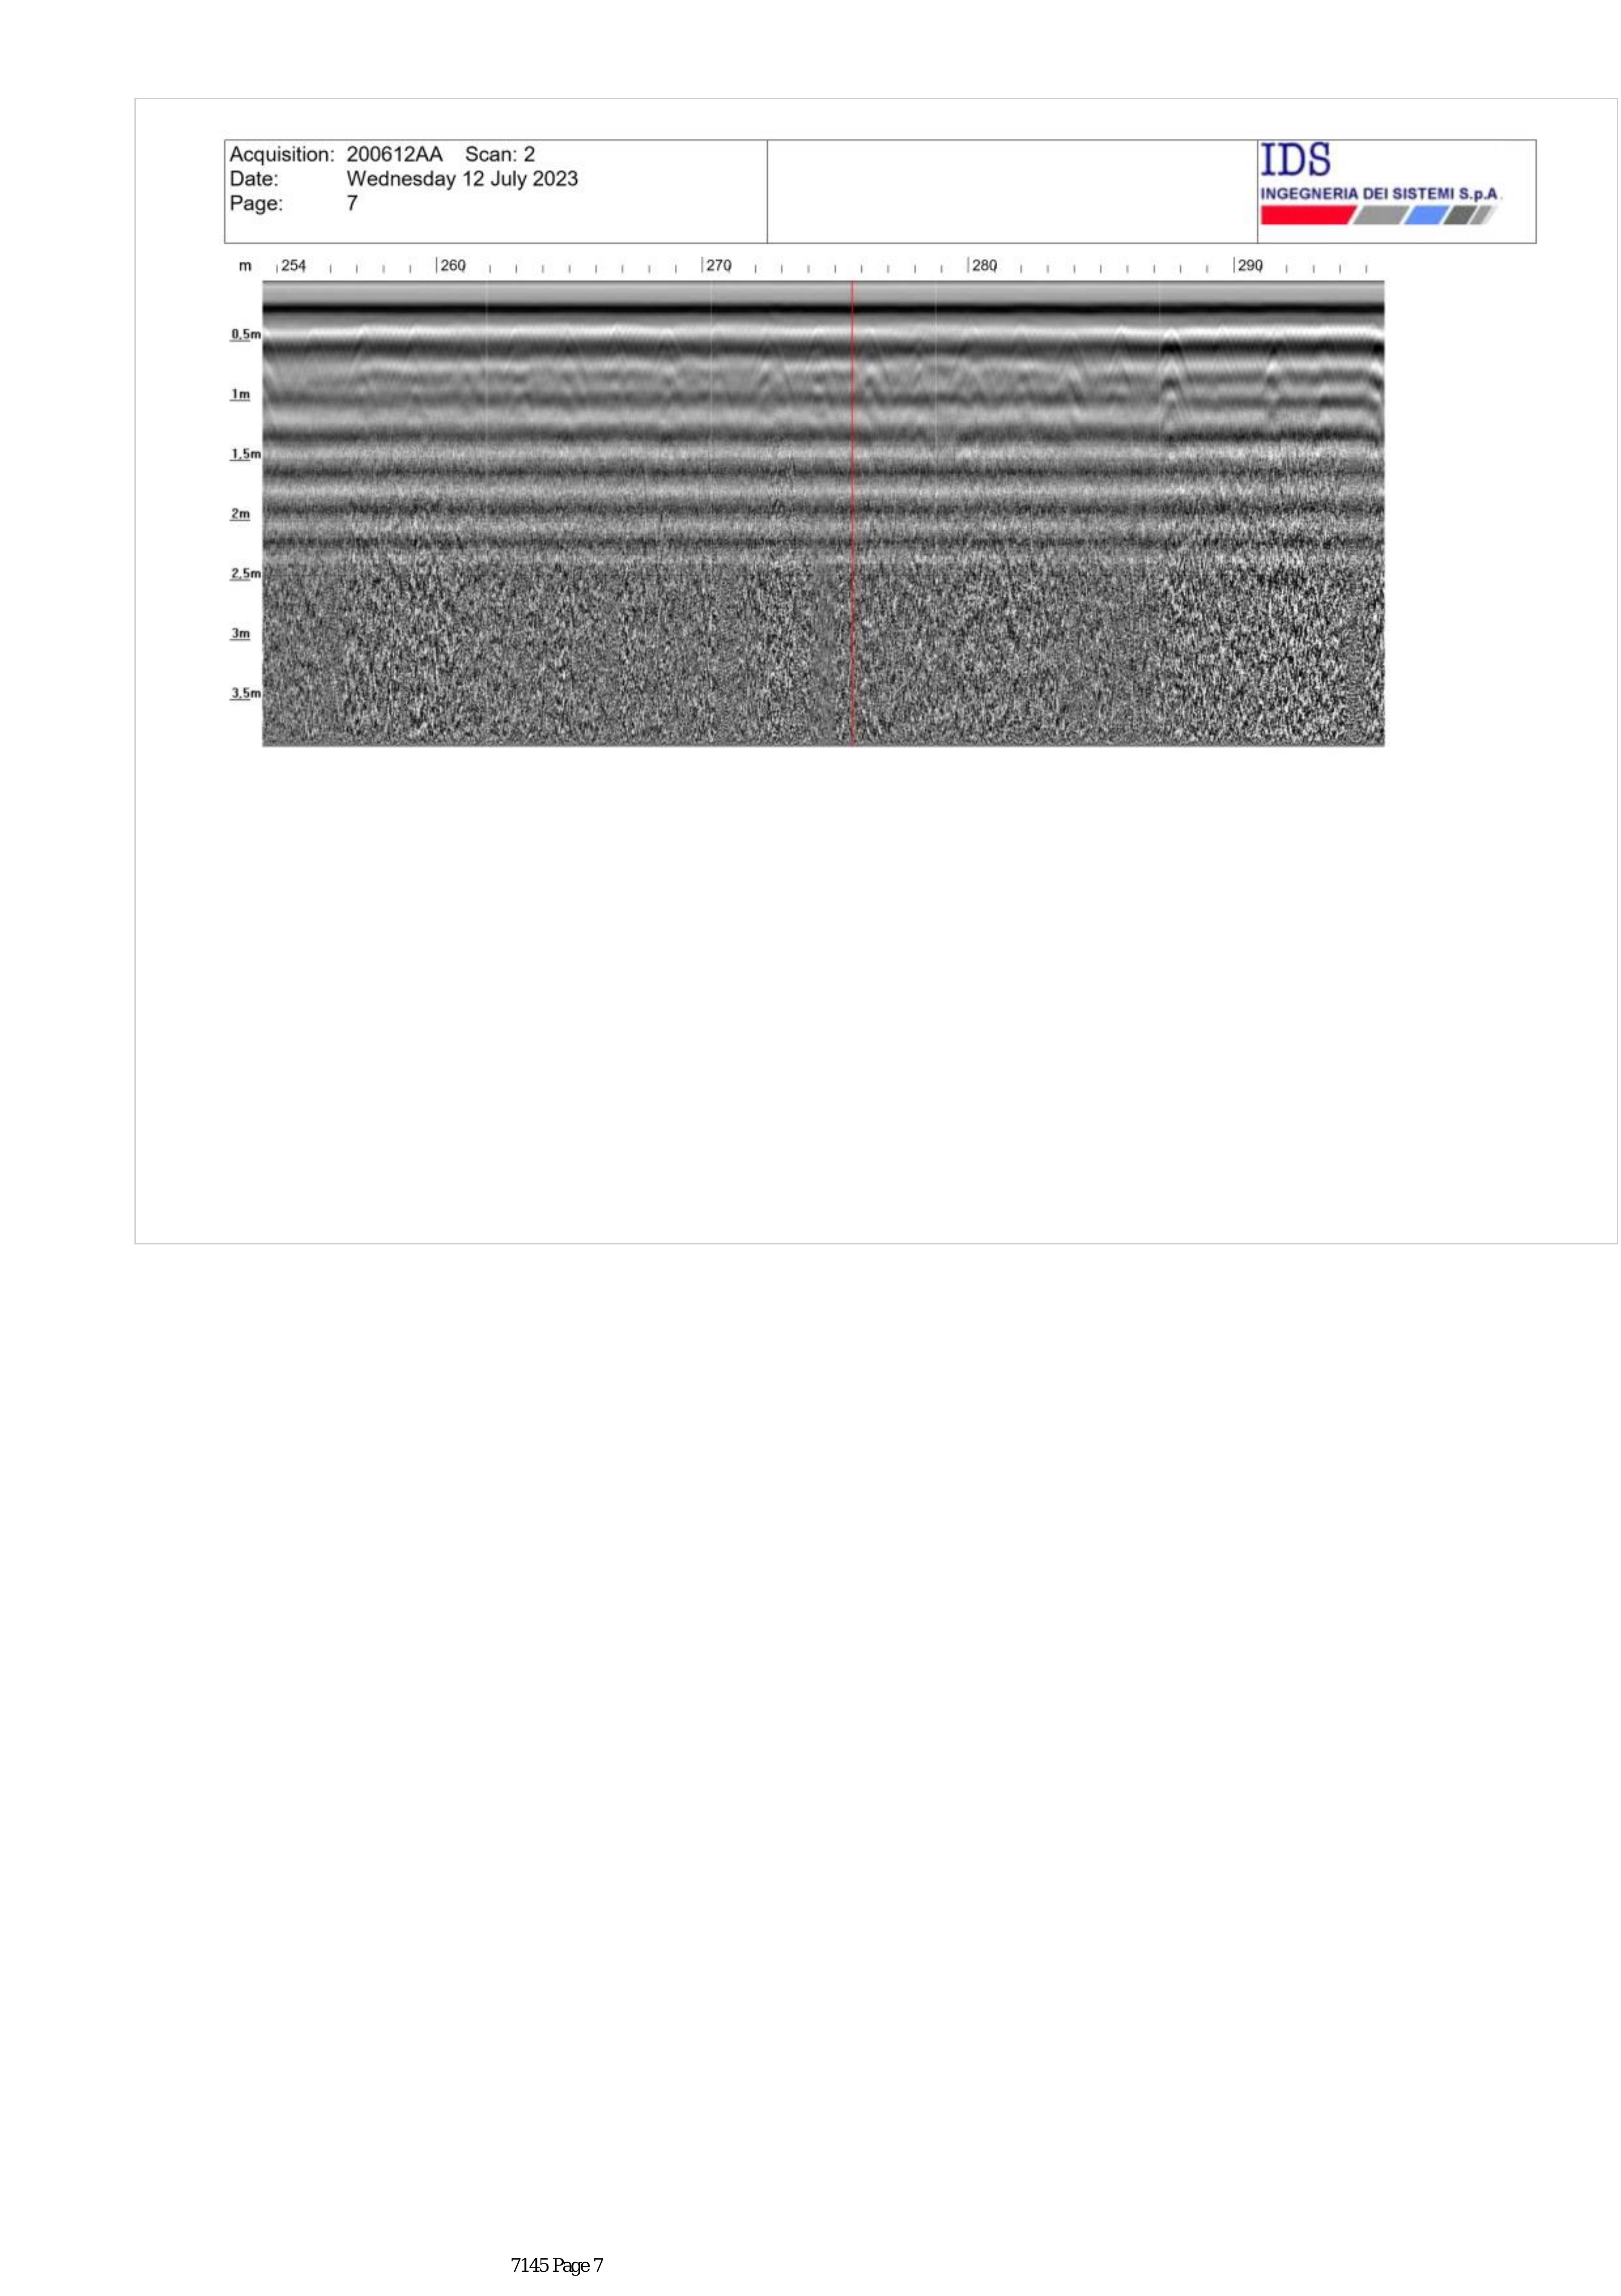 Acquisition: 200612AA Scan: 2
Date: Wednesday 12 July 2023
Page: 7
IDS
INGEGNERIA DEI SISTEMI S.p.A.
m 254 260 270 280 290
0,5m
1m
1,5m
2m
2,5m
3m
3,5m
7145 Page 7